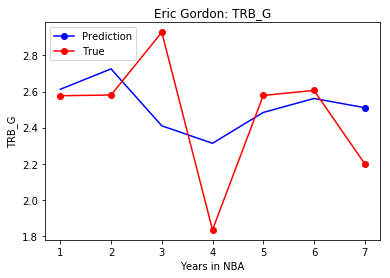 Eric Gordon: TRB_G
Prediction
True
TRB_G
2.8
2.6
2.4
2.2
2.0
1.8
1 2 3 4 5 6 7
Years in NBA